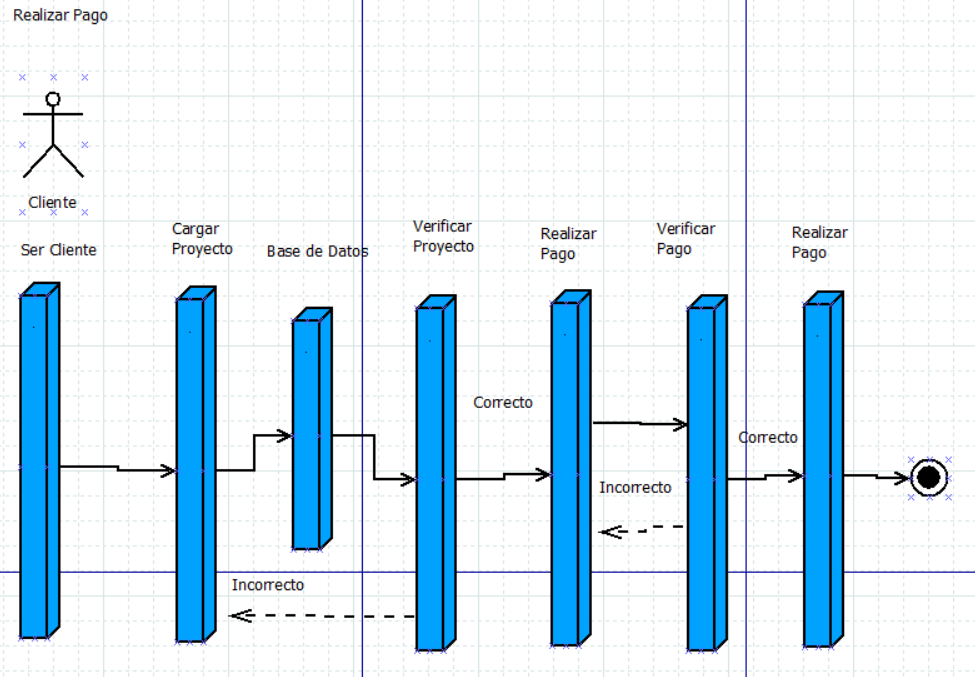 Realizar Pago
Cliente
Ser Cliente
Cargar
Proyecto
Base de Datos
Verificar
Proyecto
Realizar
Pago
Verificar
Pago
Realizar
Pago
Correcto
Correcto
Incorrecto
Incorrecto